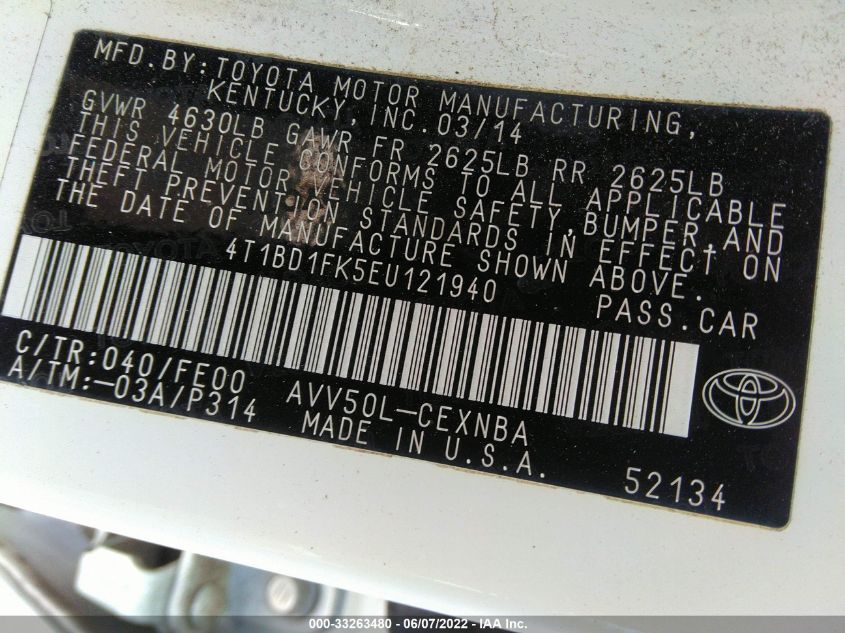 MFD. BY: TOYOTA MOTOR MANUFACTURING,
KENTUCKY, INC. 03/14
GVWR 4630LB GAWR FR 2625LB RR 2625LB
THIS VEHICLE CONFORMS TO ALL APPLICABLE
FEDERAL MOTOR VEHICLE SAFETY, BUMPER, AND
THEFT PREVENTION STANDARDS IN EFFECT ON
THE DATE OF MANUFACTURE SHOWN ABOVE.
4T1BD1FK5EU121940 PASS. CAR
C/TR: 040/FE00 AVV50L-CEXNBA
A/TM: -03A/P314 MADE IN U.S.A.
52134
000-33263480 - 06/07/2022 - IAA Inc.